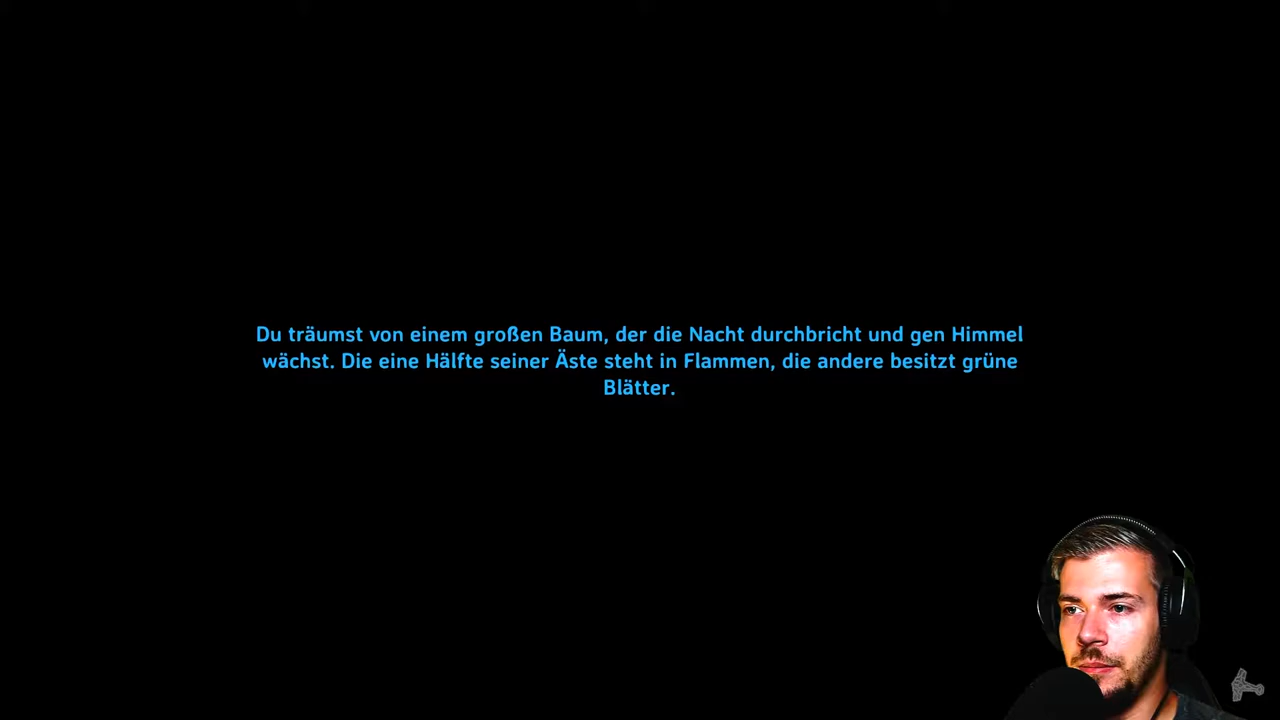 Du träumst von einem großen Baum, der die Nacht durchbricht und gen Himmel
wächst. Die eine Hälfte seiner Äste steht in Flammen, die andere besitzt grüne
Blätter.